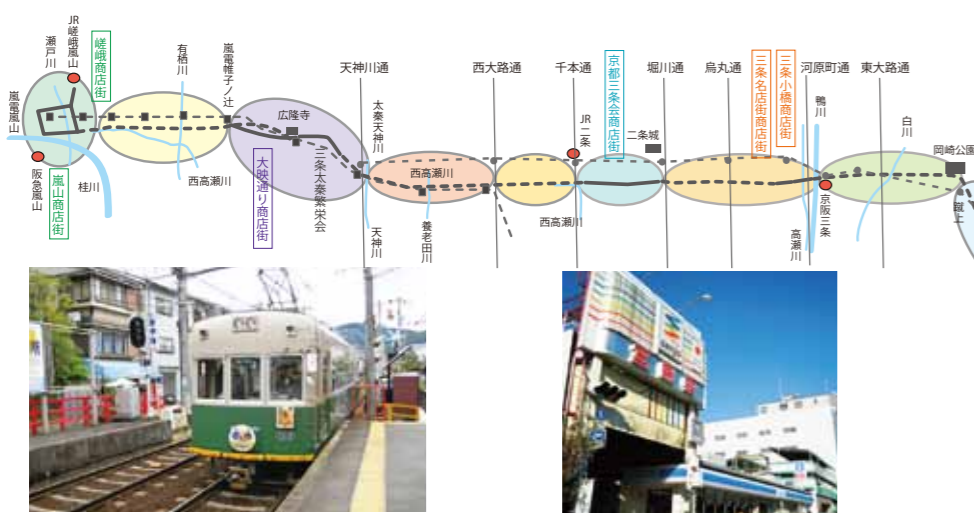 JR嵯峨嵐山
瀬戸川
嵯峨商店街
嵐電嵐山
阪急嵐山
嵐山商店街
桂川
有栖川
西高瀬川
嵐電帷子ノ辻
広隆寺
大映通り商店街
三条太秦繁栄会
天神川通
太秦天神川
天神川
西高瀬川
養老田川
西大路通
千本通
JR二条
西高瀬川
京都三条会商店街
二条城
堀川通
烏丸通
三条名店街商店街
三条小橋商店街
河原町通
鴨川
高瀬川
京阪三条
東大路通
白川
岡崎公園
蹴上